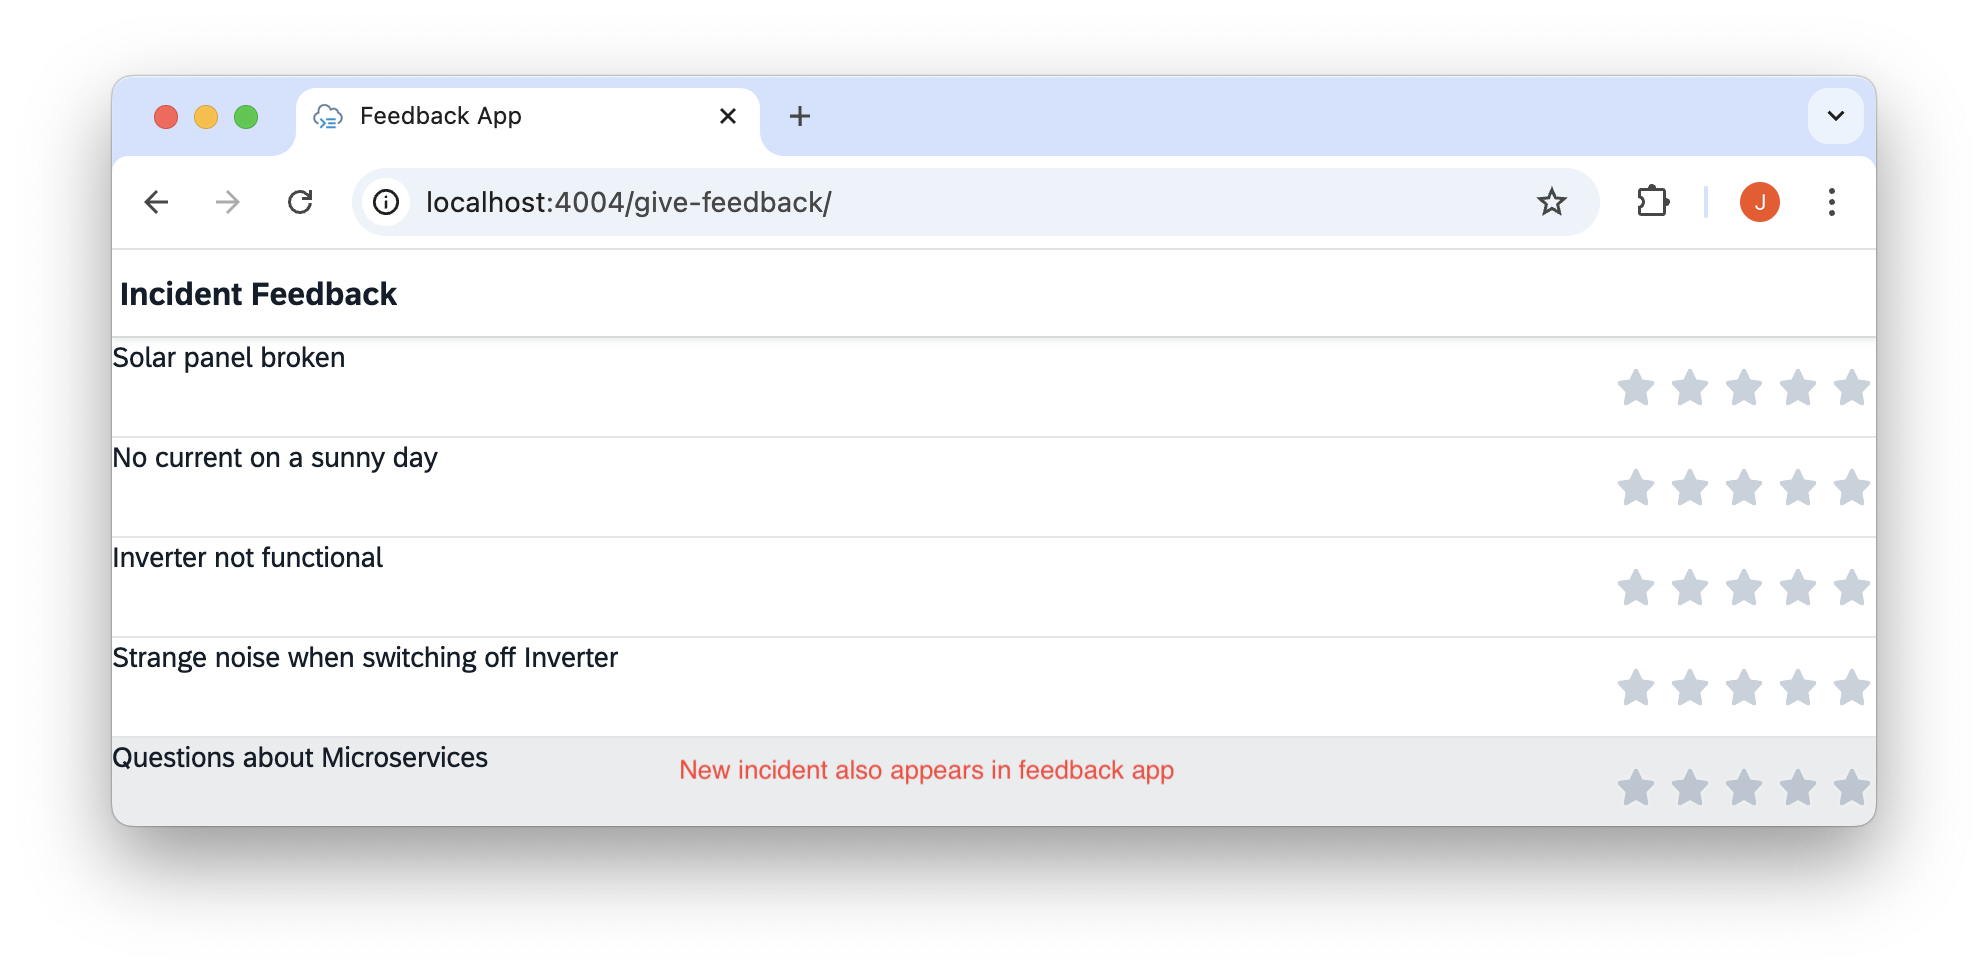 Feedback App
localhost:4004/give-feedback/
J
Incident Feedback
Solar panel broken
No current on a sunny day
Inverter not functional
Strange noise when switching off Inverter
Questions about Microservices
New incident also appears in feedback app